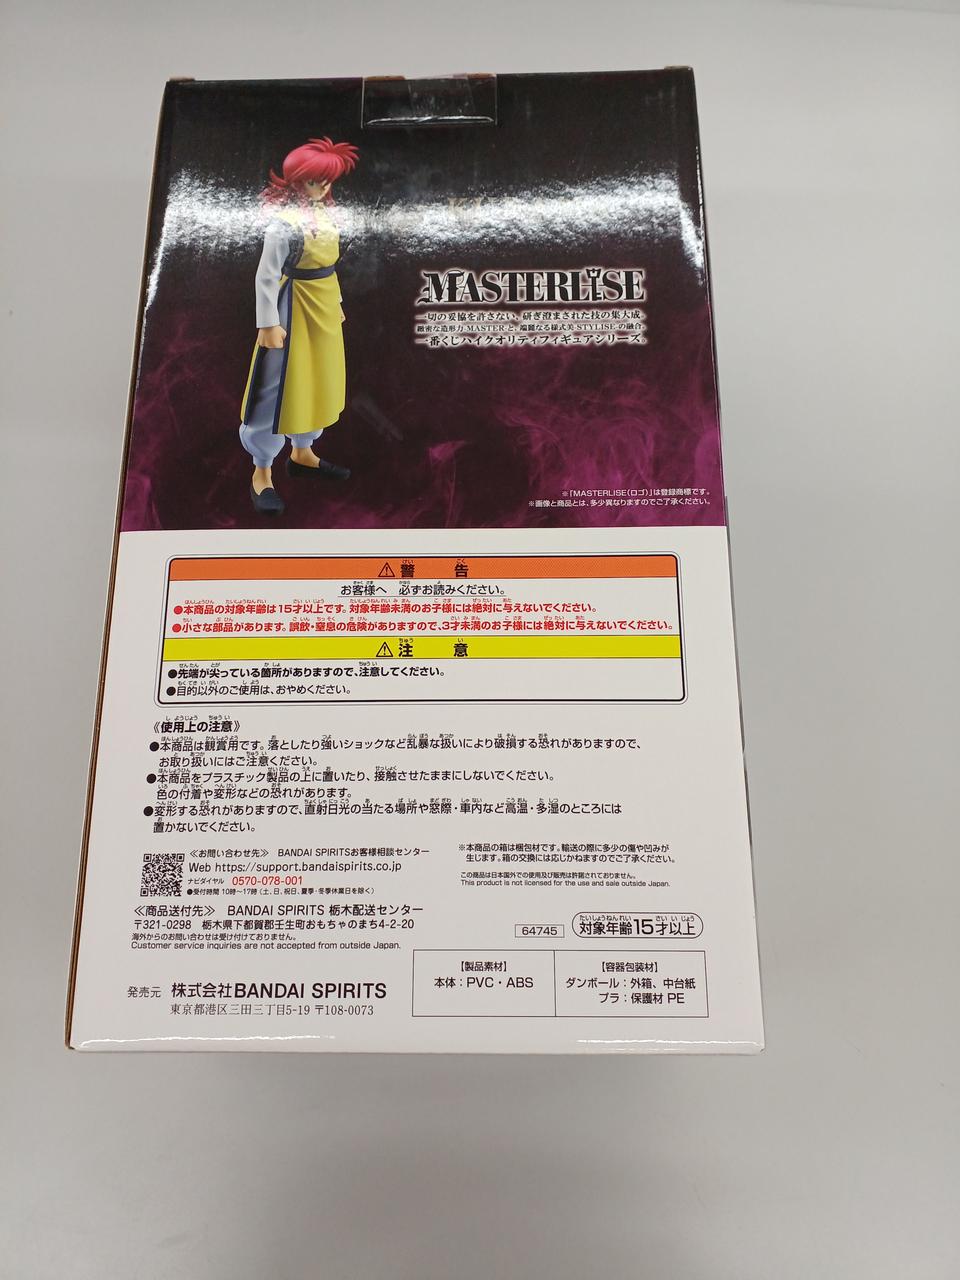 MASTERLISE
一切の妥協を許さない、研ぎ澄まされた技の集大成。
緻密な造形力-MASTER-と、端麗なる様式美-STYLISE-の融合。
一番くじハイクオリティフィギュアシリーズ。
※「MASTERLISE(ロゴ)」は登録商標です。
※画像と商品とは、多少異なりますのでご了承ください。
⚠警告
お客様へ 必ずお読みください。
●本商品の対象年齢は15才以上です。対象年齢未満のお子様には絶対に与えないでください。
●小さな部品があります。誤飲・窒息の危険がありますので、3才未満のお子様には絶対に与えないでください。
⚠注意
●先端が尖っている箇所がありますので、注意してください。
●目的以外のご使用は、おやめください。
《使用上の注意》
●本商品は観賞用です。落としたり強いショックなど乱暴な扱いにより破損する恐れがありますので、
お取り扱いにはご注意ください。
●本商品をプラスチック製品の上に置いたり、接触させたままにしないでください。
色の付着や変形などの恐れがあります。
●変形する恐れがありますので、直射日光の当たる場所や窓際・車内など高温・多湿のところには
置かないでください。
≪お問い合わせ先≫ BANDAI SPIRITSお客様相談センター
Web https://support.bandaispirits.co.jp
ナビダイヤル 0570-078-001
●受付時間 10時〜17時(土、日、祝日、夏季・冬季休業日を除く)
※本商品の箱は梱包材です。輸送の際に多少の傷や凹みが
生じます。箱の交換には応じかねますのでご了承ください。
この商品は日本国外での使用及び販売は許諾されておりません。
This product is not licensed for the use and sale outside Japan.
≪商品送付先≫ BANDAI SPIRITS 栃木配送センター
〒321-0298 栃木県下都賀郡壬生町おもちゃのまち4-2-20
海外からのお問い合わせは受け付けておりません。
Customer service inquiries are not accepted from outside Japan.
64745
対象年齢15才以上
発売元 株式会社BANDAI SPIRITS
東京都港区三田三丁目5-19 〒108-0073
【製品素材】
本体：PVC・ABS
【容器包装材】
ダンボール：外箱、中台紙
プラ：保護材 PE